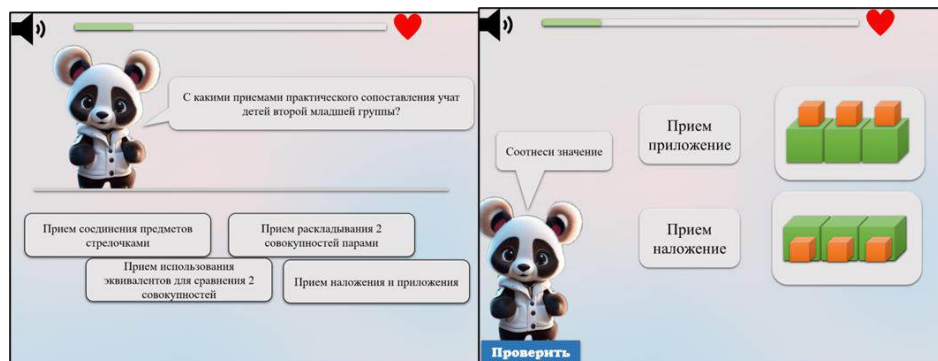 С какими приемами практического сопоставления учат
детей второй младшей группы?
Прием соединения предметов
стрелочками
Прием раскладывания 2
совокупностей парами
Прием использования
эквивалентов для сравнения 2
совокупностей
Прием наложения и приложения
Соотнеси значение
Прием
приложение
Прием
наложение
Проверить